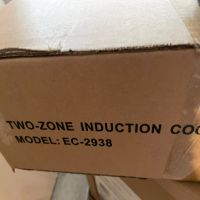 TWO-ZONE INDUCTION COO
MODEL: EC-2938